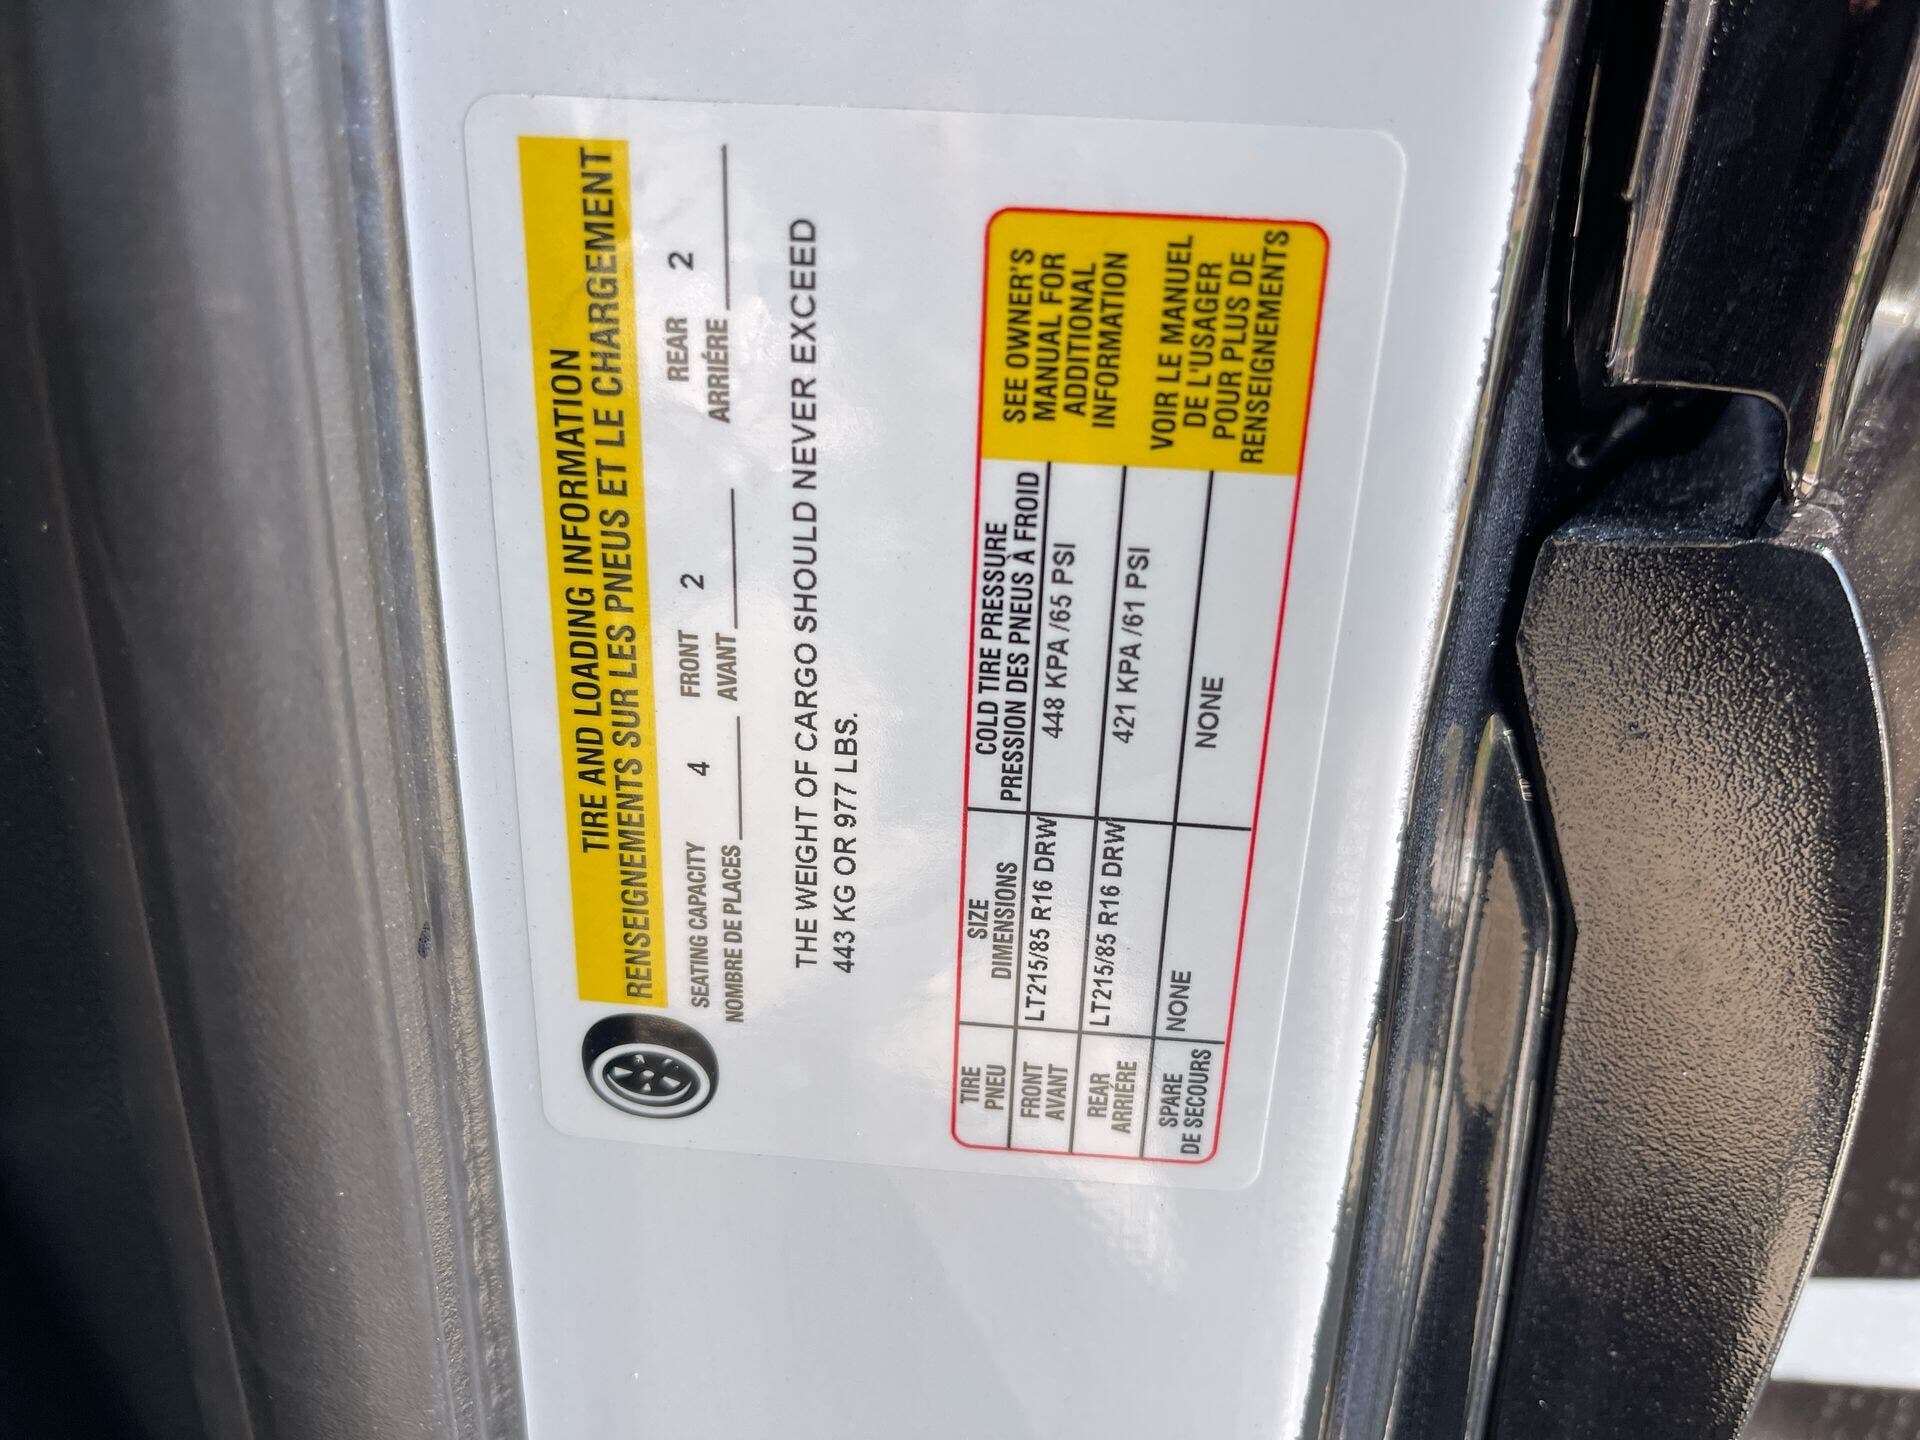 TIRE AND LOADING INFORMATION
RENSEIGNEMENTS SUR LES PNEUS ET LE CHARGEMENT
SEATING CAPACITY 4 FRONT 2 REAR 2
NOMBRE DE PLACES AVANT ARRIÉRE
THE WEIGHT OF CARGO SHOULD NEVER EXCEED
443 KG OR 977 LBS.
TIRE SIZE COLD TIRE PRESSURE
PNEU DIMENSIONS PRESSION DES PNEUS À FROID
FRONT LT215/85 R16 DRW 448 KPA /65 PSI
AVANT
REAR LT215/85 R16 DRW 421 KPA /61 PSI
ARRIÉRE
SPARE NONE NONE
DE SECOURS
SEE OWNER'S
MANUAL FOR
ADDITIONAL
INFORMATION
VOIR LE MANUEL
DE L'USAGER
POUR PLUS DE
RENSEIGNEMENTS